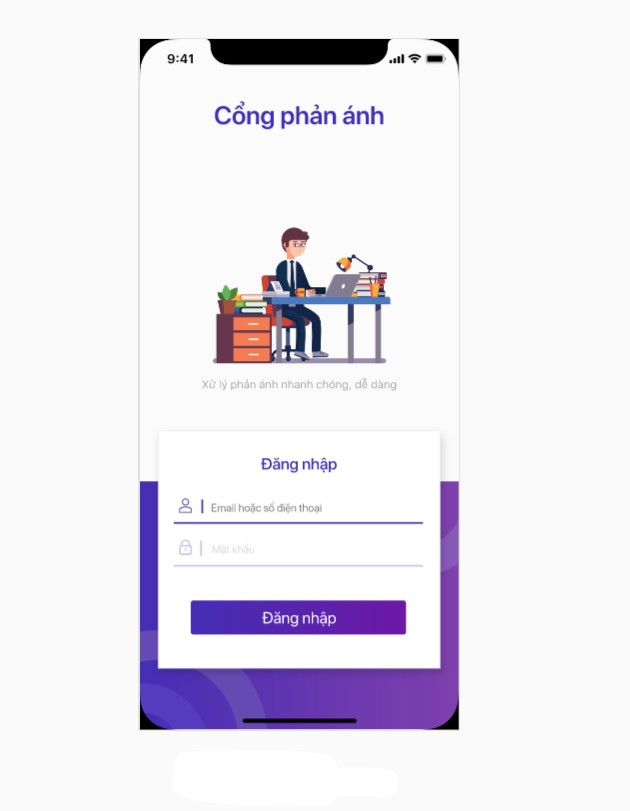 9:41
Cổng phản ánh
Xử lý phản ánh nhanh chóng, dễ dàng
Đăng nhập
Email hoặc số điện thoại
Mật khẩu
Đăng nhập